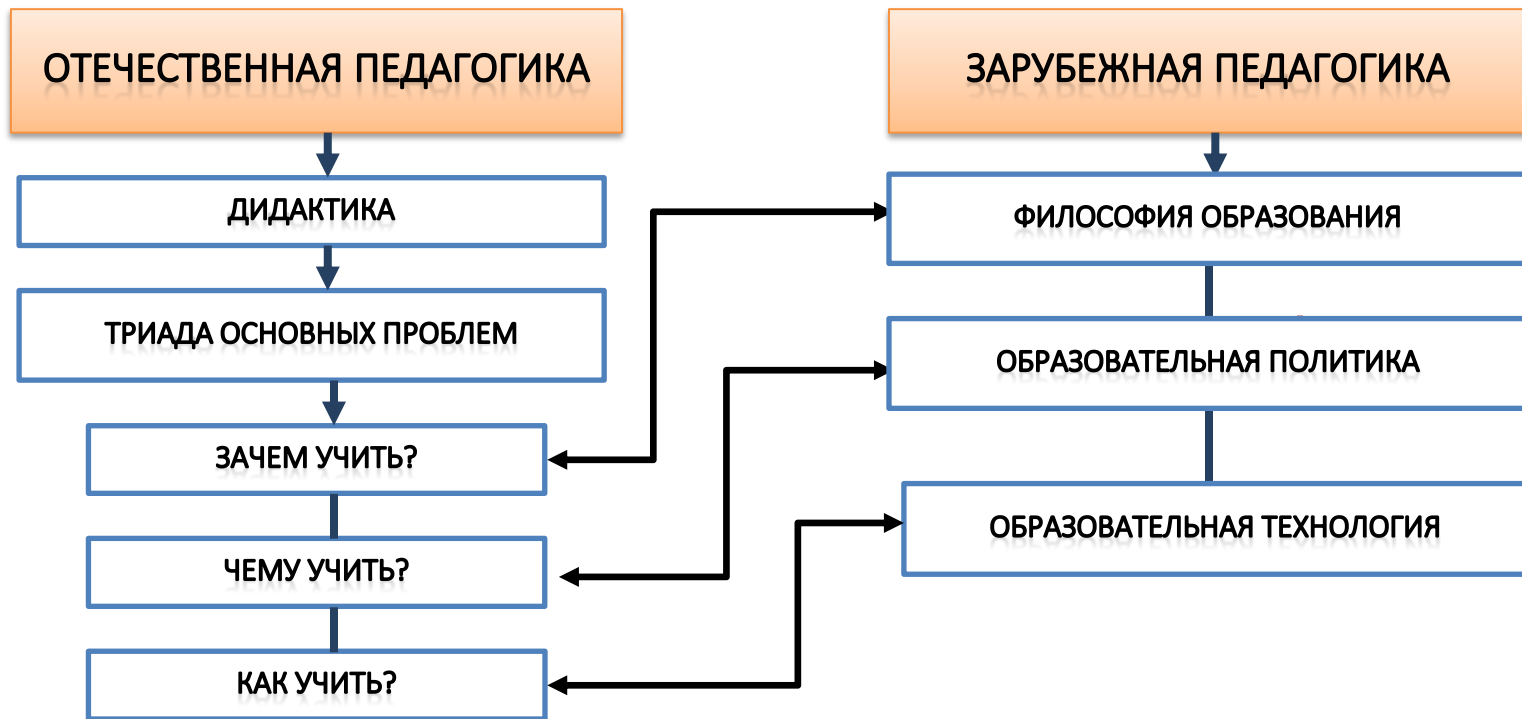 ОТЕЧЕСТВЕННАЯ ПЕДАГОГИКА
ДИДАКТИКА
ТРИАДА ОСНОВНЫХ ПРОБЛЕМ
ЗАЧЕМ УЧИТЬ?
ЧЕМУ УЧИТЬ?
КАК УЧИТЬ?
ЗАРУБЕЖНАЯ ПЕДАГОГИКА
ФИЛОСОФИЯ ОБРАЗОВАНИЯ
ОБРАЗОВАТЕЛЬНАЯ ПОЛИТИКА
ОБРАЗОВАТЕЛЬНАЯ ТЕХНОЛОГИЯ